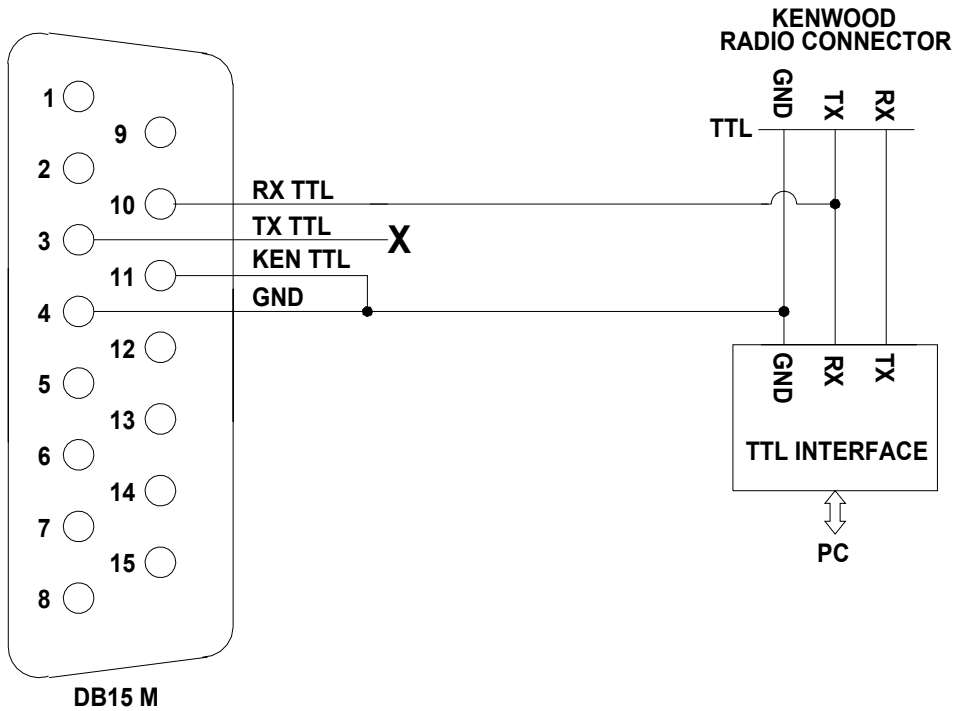 KENWOOD
RADIO CONNECTOR
GND
TX
RX
TTL
1
9
2
10
RX TTL
3
TX TTL
X
11
KEN TTL
4
GND
12
5
13
6
14
7
15
8
GND
RX
TX
TTL INTERFACE
PC
DB15 M